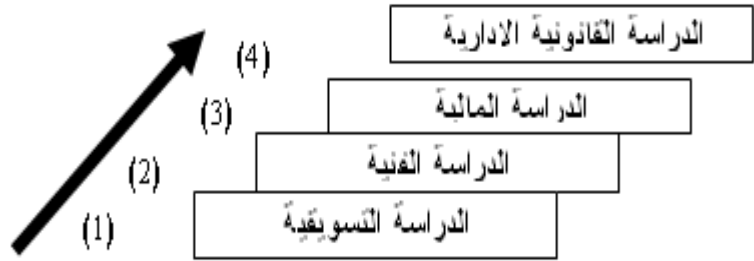 (4) الدراسة القانونية الادارية
(3) الدراسة المالية
(2) الدراسة الفنية
(1) الدراسة التسويقية